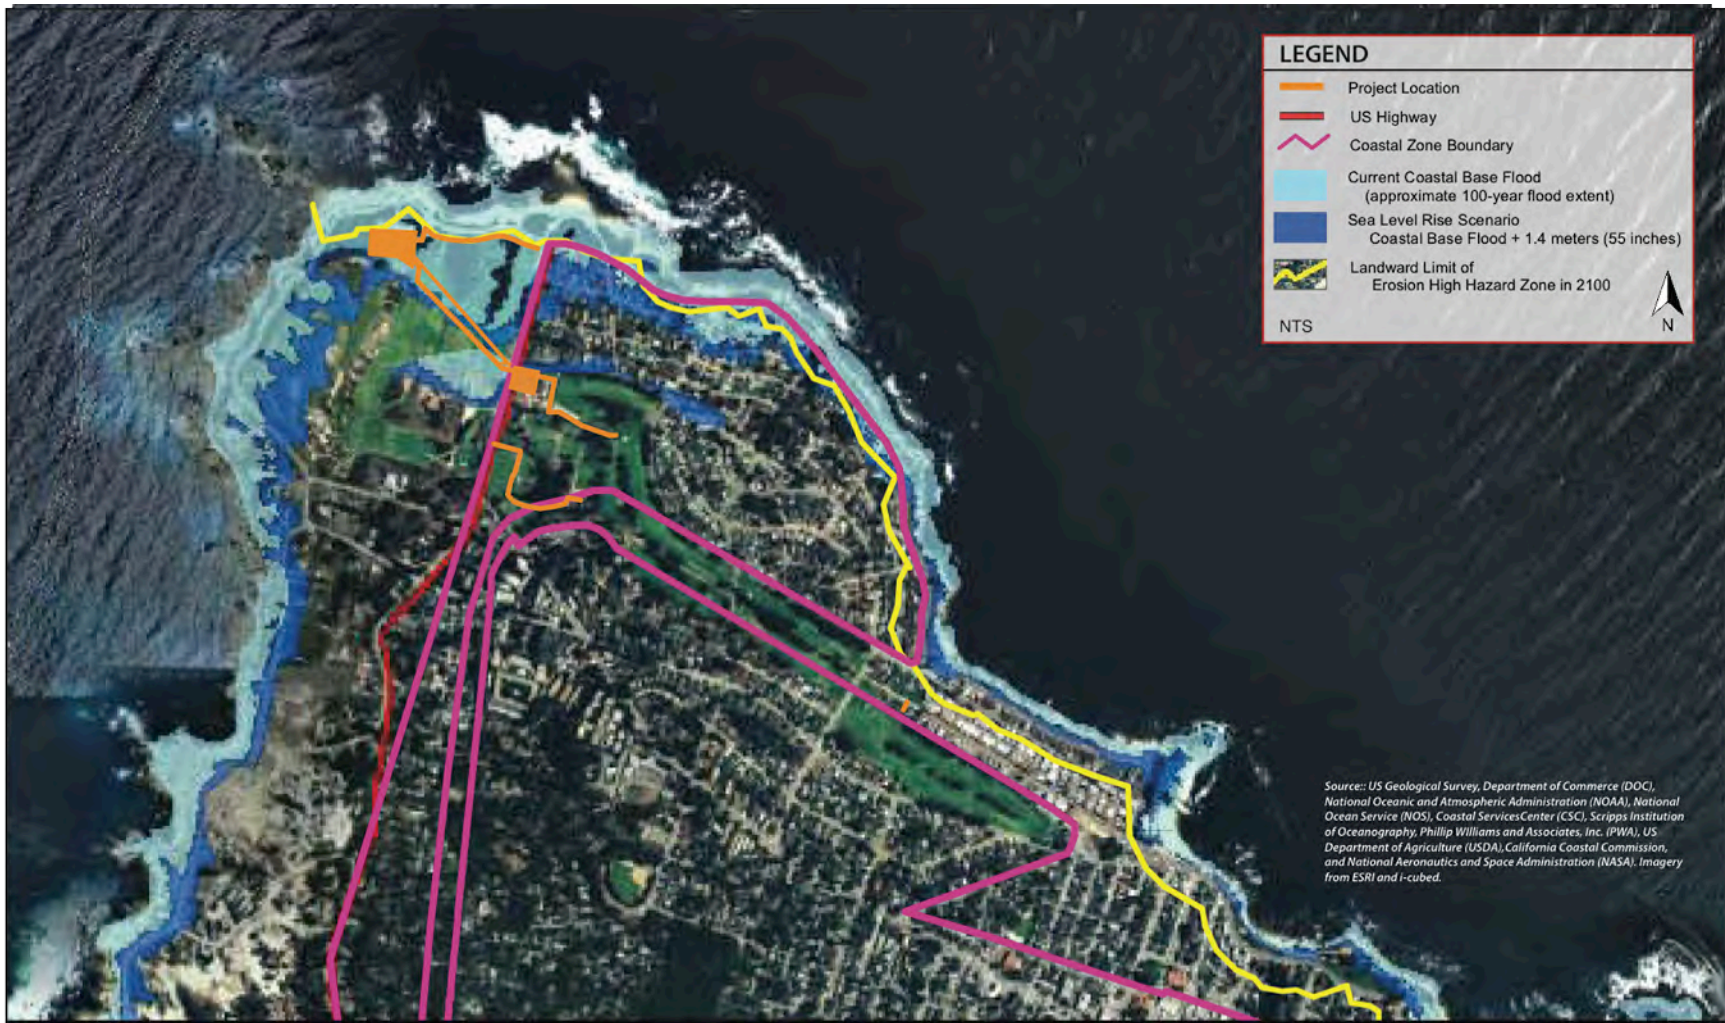 LEGEND
Project Location
US Highway
Coastal Zone Boundary
Current Coastal Base Flood
(approximate 100-year flood extent)
Sea Level Rise Scenario
Coastal Base Flood + 1.4 meters (55 inches)
Landward Limit of
Erosion High Hazard Zone in 2100
NTS
N
Source:: US Geological Survey, Department of Commerce (DOC),
National Oceanic and Atmospheric Administration (NOAA), National
Ocean Service (NOS), Coastal ServicesCenter (CSC), Scripps Institution
of Oceanography, Phillip Williams and Associates, Inc. (PWA), US
Department of Agriculture (USDA),California Coastal Commission,
and National Aeronautics and Space Administration (NASA). Imagery
from ESRI and i-cubed.